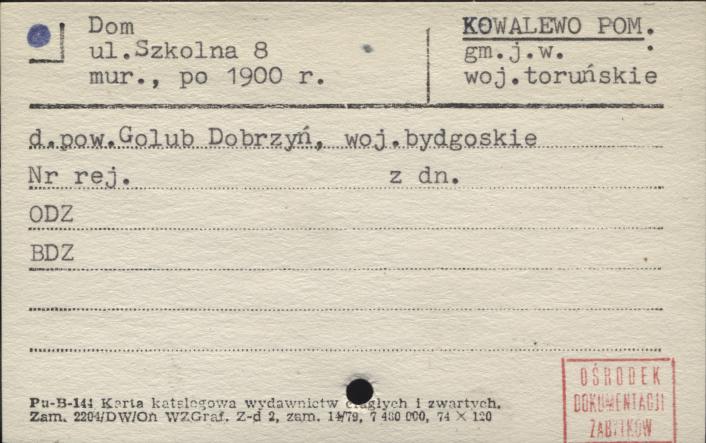 Dom
ul.Szkolna 8
mur., po 1900 r.
KOWALEWO POM.
gm.j.w.
woj.toruńskie
d.pow.Golub Dobrzyń, woj.bydgoskie
Nr rej. z dn.
ODZ
BDZ
Pu-B-144 Karta katalogowa wydawnictw ciągłych i zwartych.
Zam. 2204/DW/Oń WZGraf. Z-d 2, zam. 14/79, 7 480 000, 74 × 120
OŚRODEK
DOKUMENTACJI
ZABYTKÓW